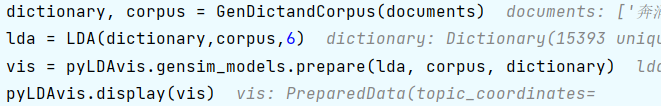 dictionary, corpus = GenDictandCorpus(documents) documents: ['奔
lda = LDA(dictionary,corpus,6) dictionary: Dictionary(15393 uniqu
vis = pyLDAvis.gensim_models.prepare(lda, corpus, dictionary) lda
pyLDAvis.display(vis) vis: PreparedData(topic_coordinates=